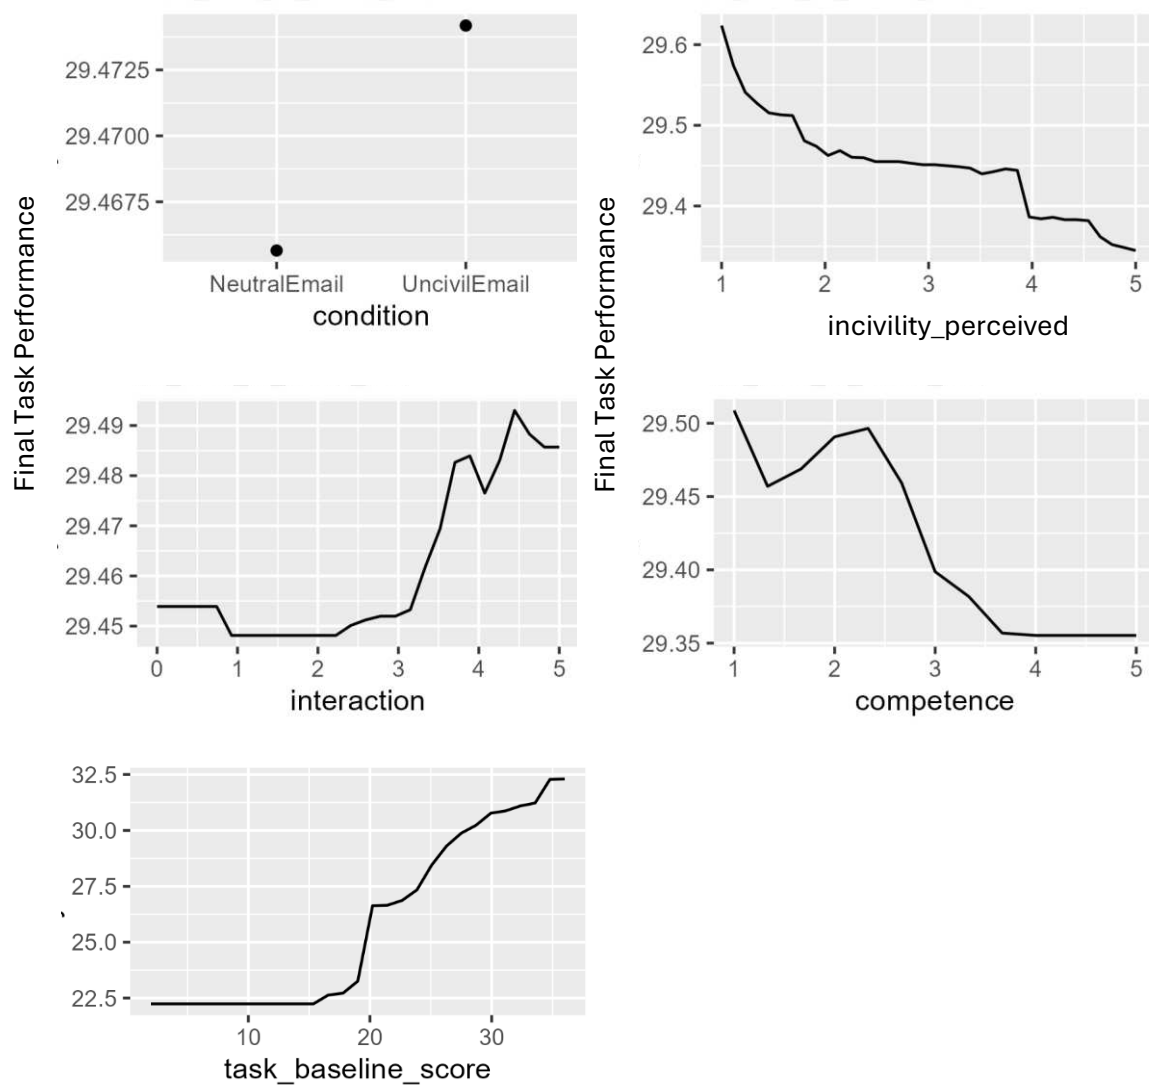 Final Task Performance
29.4725
29.4700
29.4675
NeutralEmail UncivilEmail
condition
Final Task Performance
29.6
29.5
29.4
1 2 3 4 5
incivility_perceived
29.49
29.48
29.47
29.46
29.45
0 1 2 3 4 5
interaction
29.50
29.45
29.40
29.35
1 2 3 4 5
competence
32.5
30.0
27.5
25.0
22.5
10 20 30
task_baseline_score